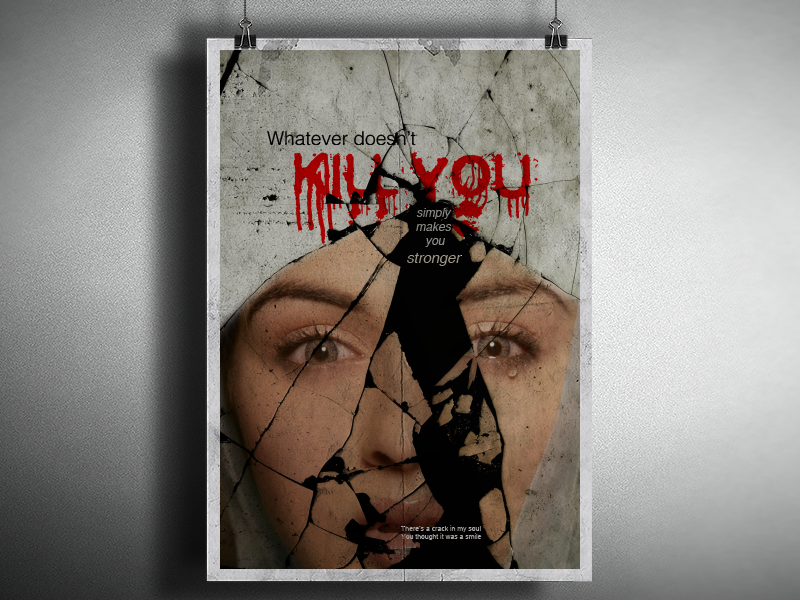 Whatever doesn't
KILL YOU
simply
makes
you
stronger
There's a crack in my soul
You thought it was a smile